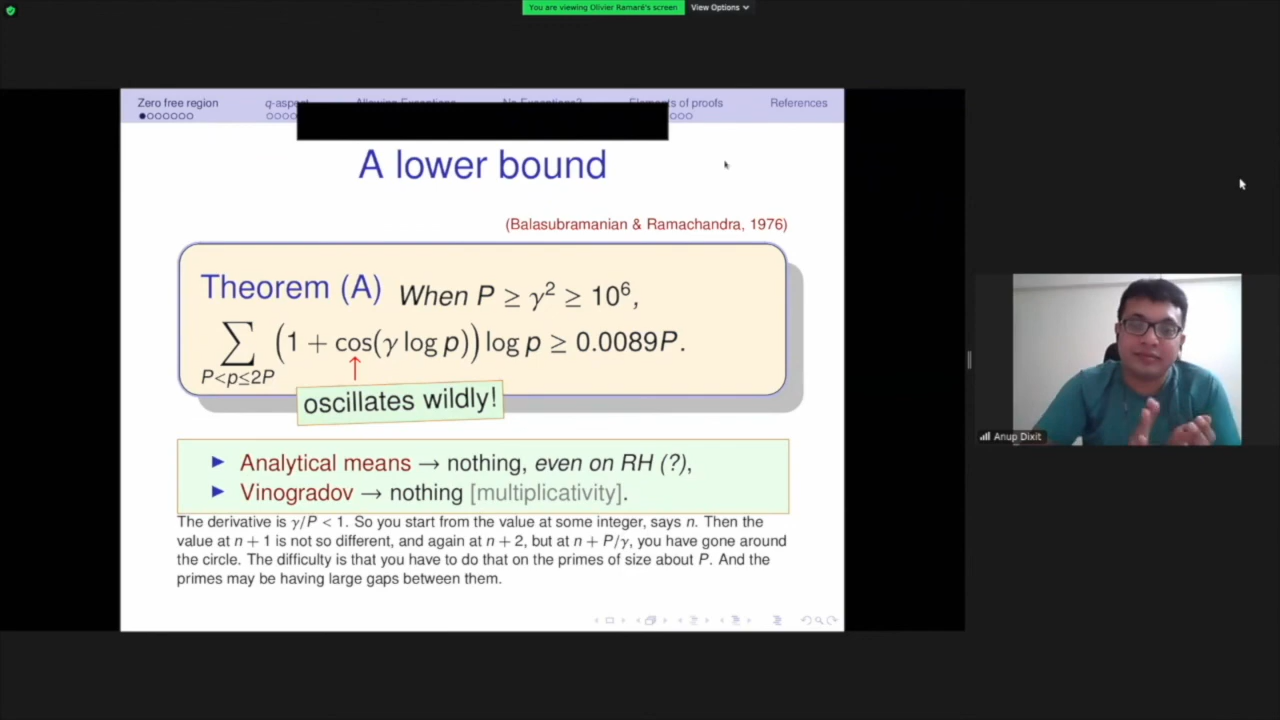 You are viewing Olivier Ramaré's screen View Options
Zero free region q-aspect Allowing Exceptions No Exceptions? Elements of proofs References
A lower bound
(Balasubramanian & Ramachandra, 1976)
Theorem (A) When P ≥ γ² ≥ 10⁶,
∑ (1 + cos(γ log p)) log p ≥ 0.0089P.
P<p≤2P
oscillates wildly!
Analytical means → nothing, even on RH (?),
Vinogradov → nothing [multiplicativity].
The derivative is γ/P < 1. So you start from the value at some integer, says n. Then the
value at n + 1 is not so different, and again at n + 2, but at n + P/γ, you have gone around
the circle. The difficulty is that you have to do that on the primes of size about P. And the
primes may be having large gaps between them.
Anup Dixit